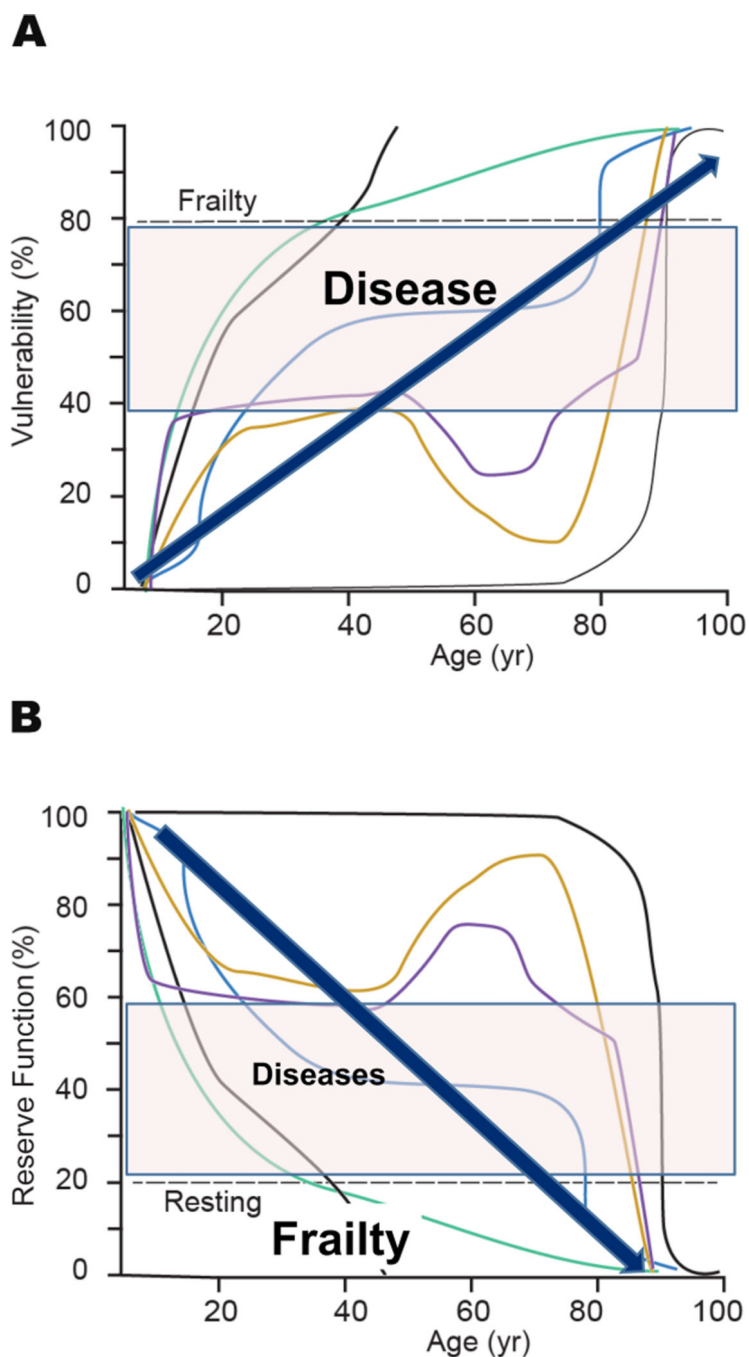 A
100
80
60
40
20
0
Vulnerability (%)
Frailty
Disease
20 40 60 80 100
Age (yr)
B
100
80
60
40
20
0
Reserve Function (%)
Diseases
Resting
Frailty
20 40 60 80 100
Age (yr)